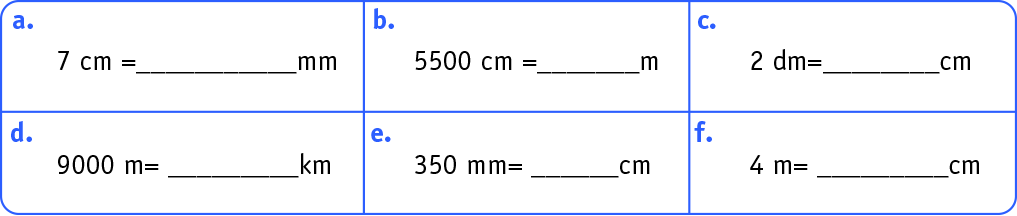 a.
7 cm =___________mm
b.
5500 cm =_______m
c.
2 dm=________cm
d.
9000 m= _________km
e.
350 mm= ______cm
f.
4 m= _________cm